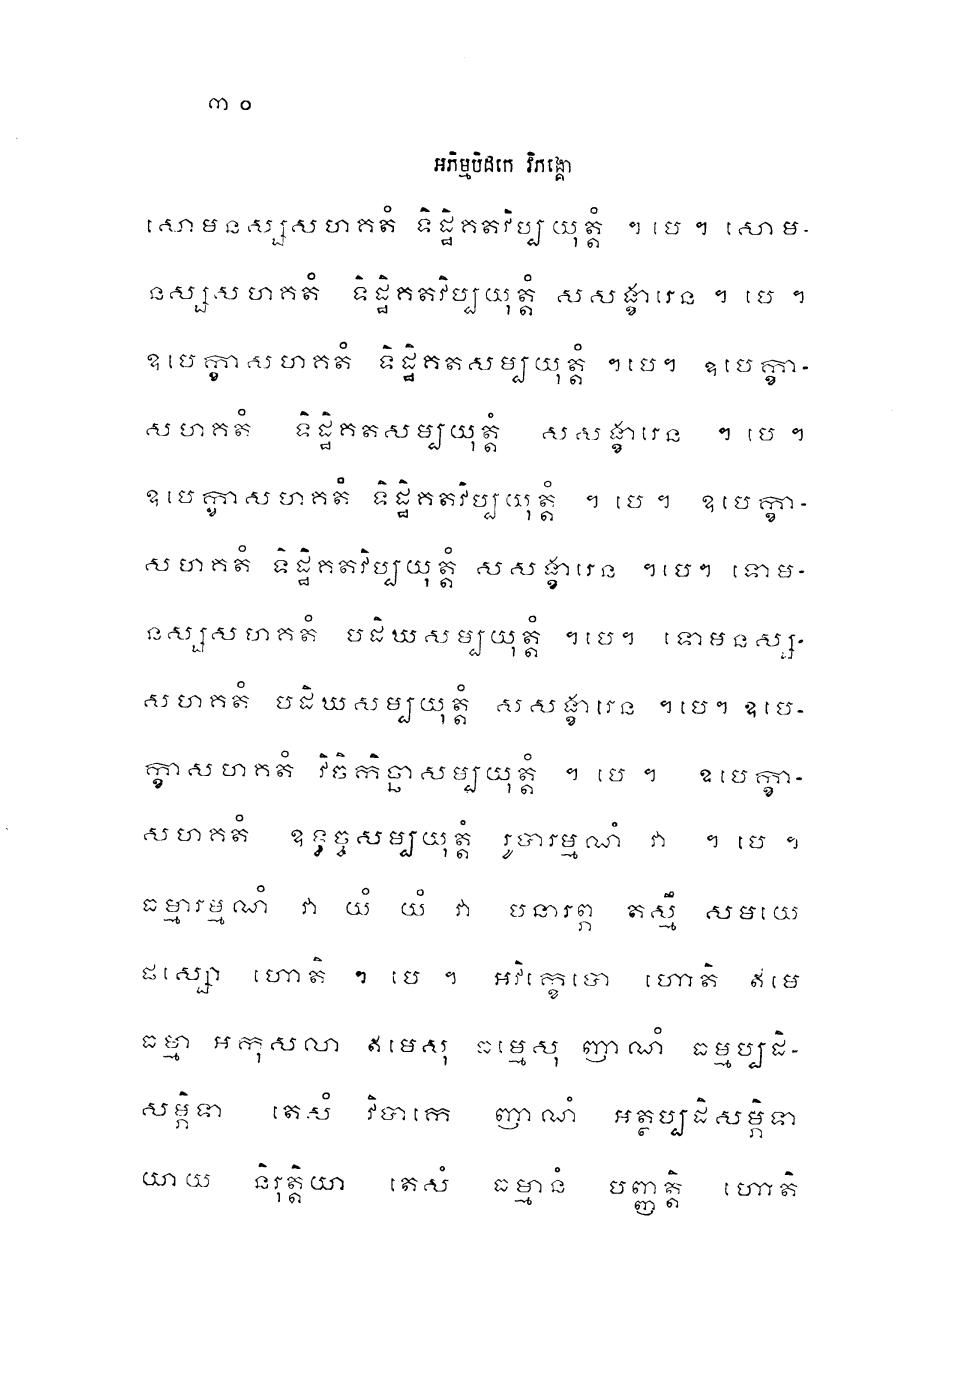 ៣០
អភិធម្មបិដកេ វិភង្គោ
សោមនស្សសហគតំ ទិដ្ឋិគតវិប្បយុត្តំ ។បេ។ សោម-
នស្សសហគតំ ទិដ្ឋិគតវិប្បយុត្តំ សសង្ខារេន ។ បេ ។
ឧបេក្ខាសហគតំ ទិដ្ឋិគតសម្បយុត្តំ ។បេ។ ឧបេក្ខា-
សហគតំ ទិដ្ឋិគតសម្បយុត្តំ សសង្ខារេន ។ បេ ។
ឧបេក្ខាសហគតំ ទិដ្ឋិគតវិប្បយុត្តំ ។ បេ ។ ឧបេក្ខា-
សហគតំ ទិដ្ឋិគតវិប្បយុត្តំ សសង្ខារេន ។បេ។ ទោម-
នស្សសហគតំ បដិឃសម្បយុត្តំ ។បេ។ ទោមនស្ស-
សហគតំ បដិឃសម្បយុត្តំ សសង្ខារេន ។បេ។ ឧបេ-
ក្ខាសហគតំ វិចិកិច្ឆាសម្បយុត្តំ ។ បេ ។ ឧបេក្ខា-
សហគតំ ឧទ្ធច្ចសម្បយុត្តំ រូបារម្មណំ វា ។ បេ ។
ធម្មារម្មណំ វា យំ យំ វា បនារព្ភ តស្មឹ សមយេ
ផស្សោ ហោតិ ។ បេ ។ អវិក្ខេបោ ហោតិ ឥមេ
ធម្មា អកុសលា ឥមេសុ ធម្មេសុ ញាណំ ធម្មប្បដិ-
សម្ភិទា តេសំ វិបាកេ ញាណំ អត្ថប្បដិសម្ភិទា
យាយ និរុត្តិយា តេសំ ធម្មានំ បញ្ញត្តិ ហោតិ